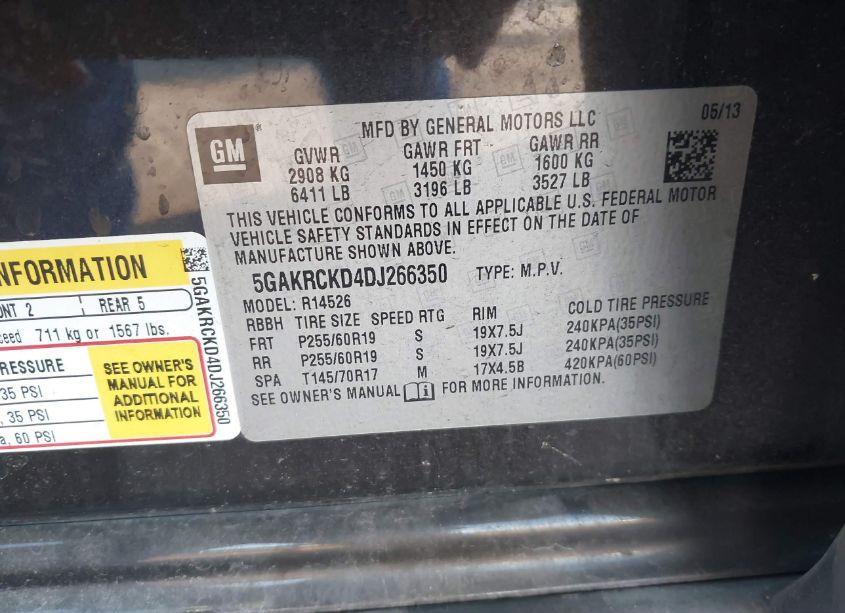 05/13
MFD BY GENERAL MOTORS LLC
GM
GVWR GAWR FRT GAWR RR
2908 KG 1450 KG 1600 KG
6411 LB 3196 LB 3527 LB
THIS VEHICLE CONFORMS TO ALL APPLICABLE U.S. FEDERAL MOTOR
VEHICLE SAFETY STANDARDS IN EFFECT ON THE DATE OF
MANUFACTURE SHOWN ABOVE.
5GAKRCKD4DJ266350 TYPE: M.P.V.
MODEL: R14526
RBBH TIRE SIZE SPEED RTG RIM COLD TIRE PRESSURE
FRT P255/60R19 S 19X7.5J 240KPA(35PSI)
RR P255/60R19 S 19X7.5J 240KPA(35PSI)
SPA T145/70R17 M 17X4.5B 420KPA(60PSI)
SEE OWNER'S MANUAL FOR MORE INFORMATION.
INFORMATION
NT 2 REAR 5
ceed 711 kg or 1567 lbs.
PRESSURE
35 PSI
, 35 PSI
a, 60 PSI
SEE OWNER'S
MANUAL FOR
ADDITIONAL
INFORMATION
5GAKRCKD4DJ266350